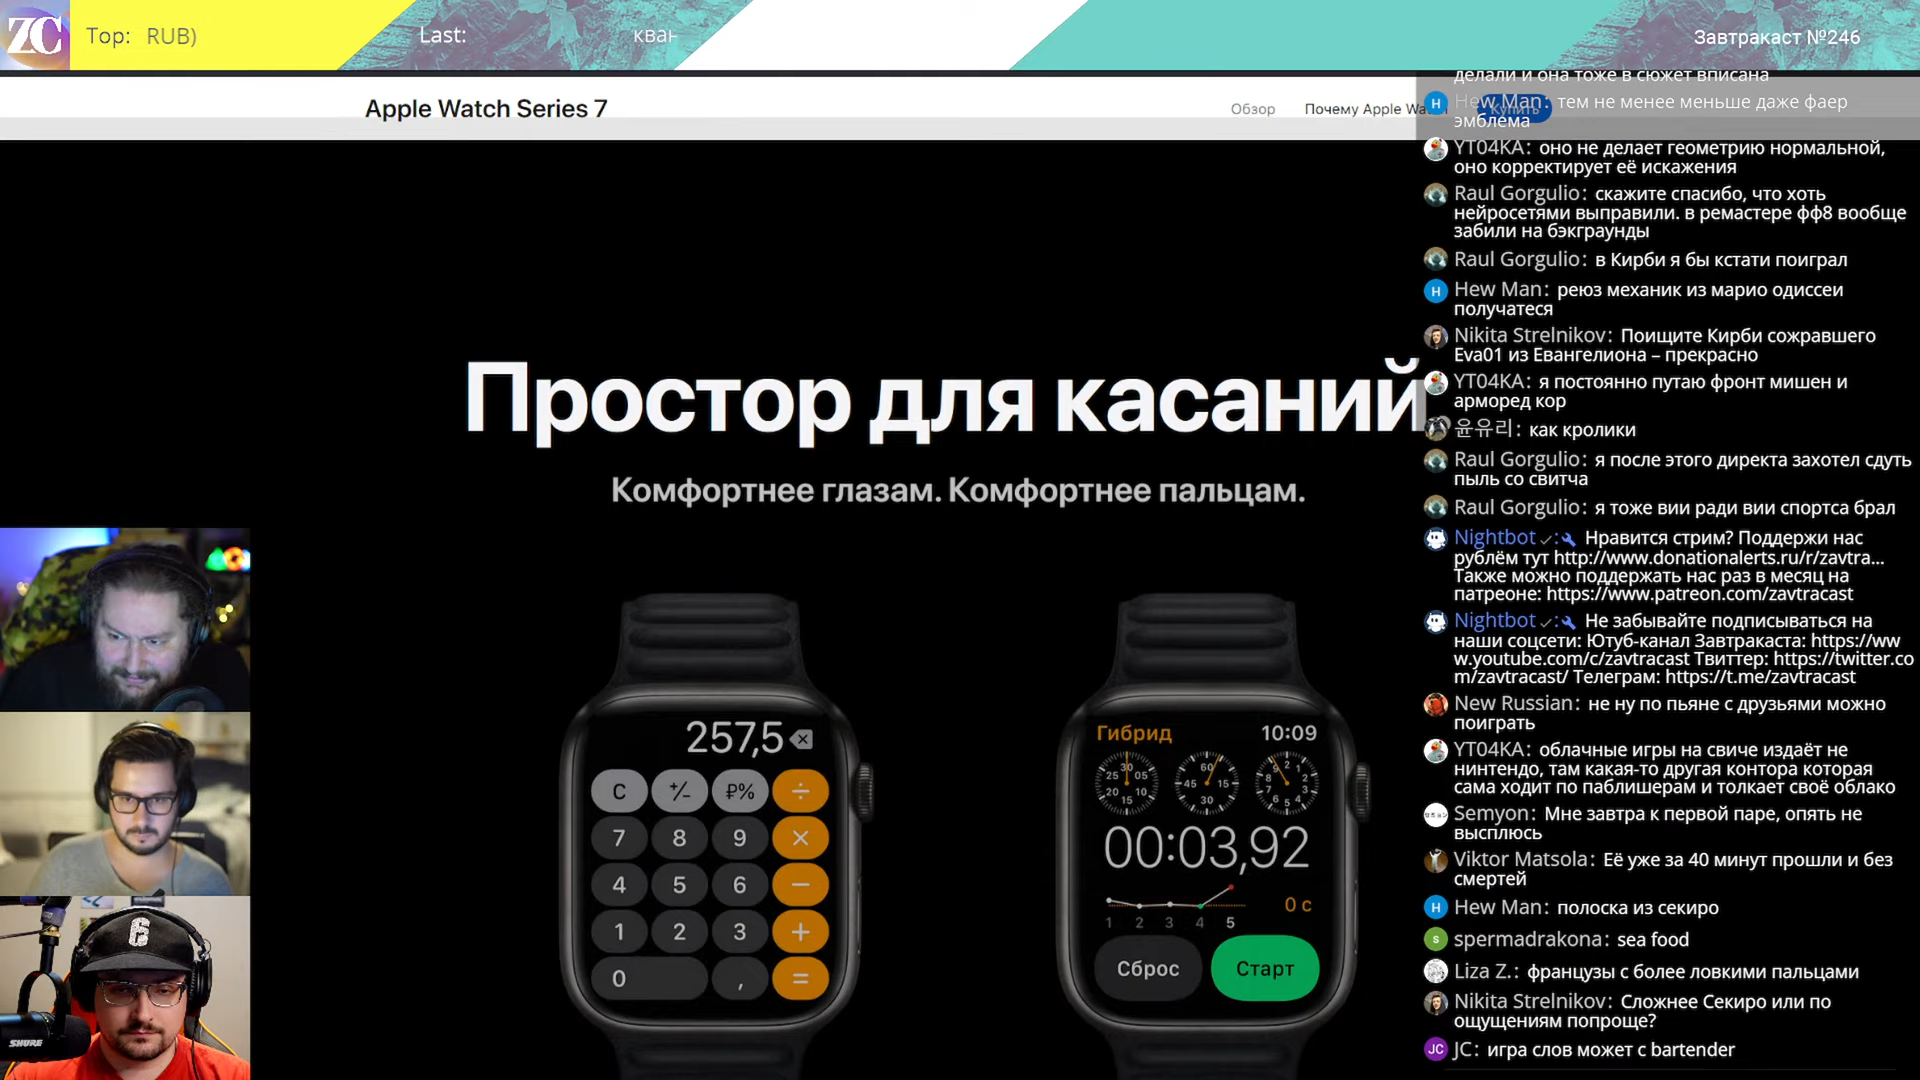 ZC
Top: RUB)
Last:
Завтракаст №246
Apple Watch Series 7
Обзор
Почему Apple Wa
Купить
Простор для касаний
Комфортнее глазам. Комфортнее пальцам.
257,5
C +/- ₽% ÷
7 8 9 ×
4 5 6 −
1 2 3 +
0 , =
Гибрид 10:09
00:03,92
0 с
1 2 3 4 5
Сброс Старт
6
SHURE
делали и она тоже в сюжет вписана
Hew Man: тем не менее меньше даже фаер
эмблема
YT04KA: оно не делает геометрию нормальной,
оно корректирует её искажения
Raul Gorgulio: скажите спасибо, что хоть
нейросетями выправили. в ремастере фф8 вообще
забили на бэкграунды
Raul Gorgulio: в Кирби я бы кстати поиграл
Hew Man: реюз механик из марио одиссеи
получатеся
Nikita Strelnikov: Поищите Кирби сожравшего
Eva01 из Евангелиона – прекрасно
YT04KA: я постоянно путаю фронт мишен и
арморед кор
윤유리: как кролики
Raul Gorgulio: я после этого директа захотел сдуть
пыль со свитча
Raul Gorgulio: я тоже вии ради вии спортса брал
Nightbot: Нравится стрим? Поддержи нас
рублём тут http://www.donationalerts.ru/r/zavtra...
Также можно поддержать нас раз в месяц на
патреоне: https://www.patreon.com/zavtracast
Nightbot: Не забывайте подписываться на
наши соцсети: Ютуб-канал Завтракаста: https://ww
w.youtube.com/c/zavtracast Твиттер: https://twitter.co
m/zavtracast/ Телеграм: https://t.me/zavtracast
New Russian: не ну по пьяне с друзьями можно
поиграть
YT04KA: облачные игры на свиче издаёт не
нинтендо, там какая-то другая контора которая
сама ходит по паблишерам и толкает своё облако
Semyon: Мне завтра к первой паре, опять не
высплюсь
Viktor Matsola: Её уже за 40 минут прошли и без
смертей
Hew Man: полоска из секиро
spermadrakona: sea food
Liza Z.: французы с более ловкими пальцами
Nikita Strelnikov: Сложнее Секиро или по
ощущениям попроще?
JC: игра слов может с bartender